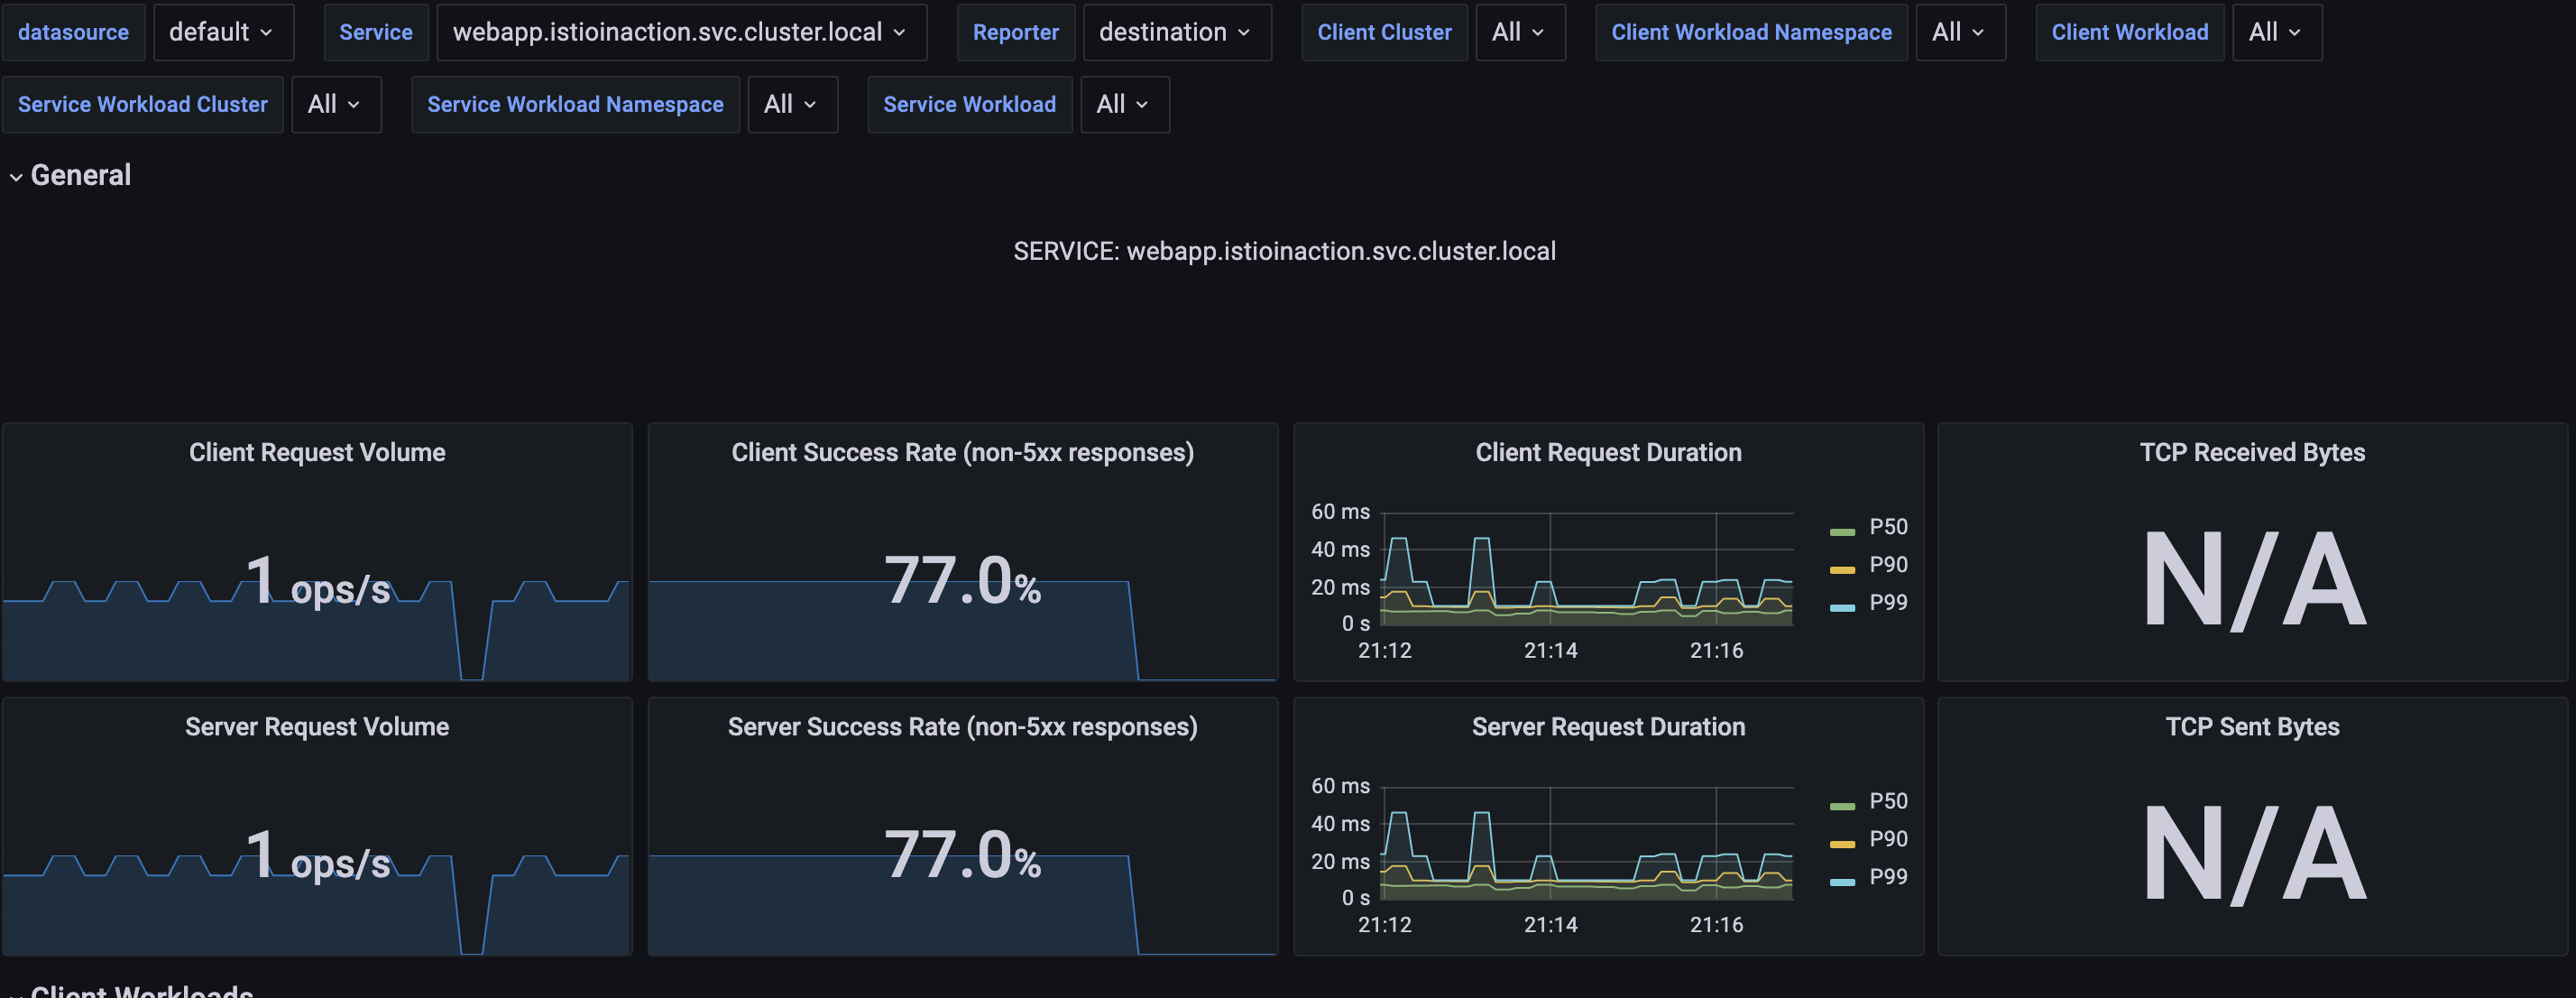 datasource default Service webapp.istioinaction.svc.cluster.local Reporter destination Client Cluster All Client Workload Namespace All Client Workload All
Service Workload Cluster All Service Workload Namespace All Service Workload All
General
SERVICE: webapp.istioinaction.svc.cluster.local
Client Request Volume
1 ops/s
Client Success Rate (non-5xx responses)
77.0%
Client Request Duration
60 ms
40 ms
20 ms
0 s
21:12 21:14 21:16
P50
P90
P99
TCP Received Bytes
N/A
Server Request Volume
1 ops/s
Server Success Rate (non-5xx responses)
77.0%
Server Request Duration
60 ms
40 ms
20 ms
0 s
21:12 21:14 21:16
P50
P90
P99
TCP Sent Bytes
N/A
Client Workloads